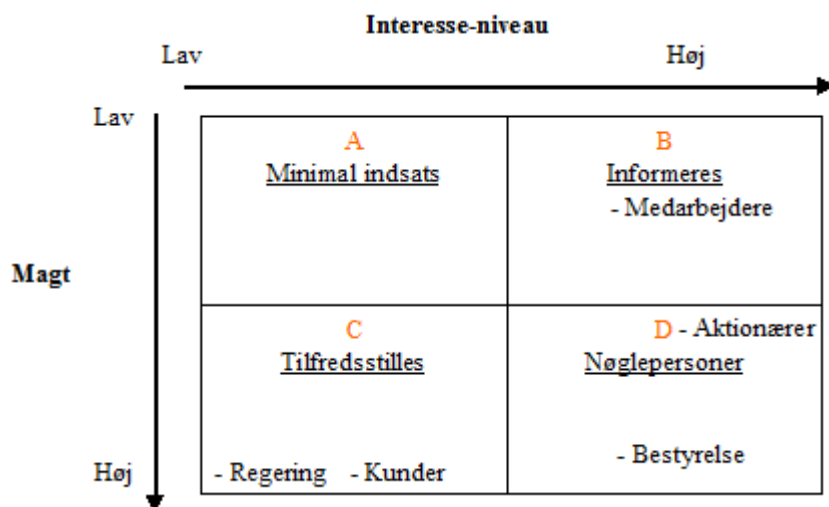 Interesse-niveau
Lav Høj
Lav
A
Minimal indsats
B
Informeres
- Medarbejdere
Magt
C
Tilfredsstilles
D - Aktionærer
Nøglepersoner
- Bestyrelse
Høj
- Regering - Kunder